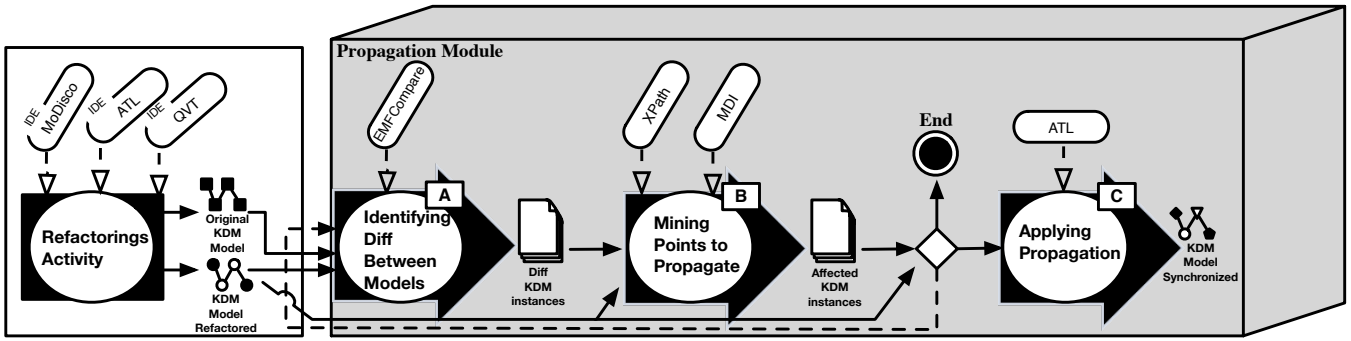 Propagation Module
IDE
MoDisco
IDE
ATL
IDE
QVT
Refactorings
Activity
Original
KDM
Model
KDM
Model
Refactored
EMFCompare
A
Identifying
Diff
Between
Models
Diff
KDM
instances
XPath
MDI
B
Mining
Points to
Propagate
Affected
KDM
instances
End
ATL
C
Applying
Propagation
KDM
Model
Synchronized